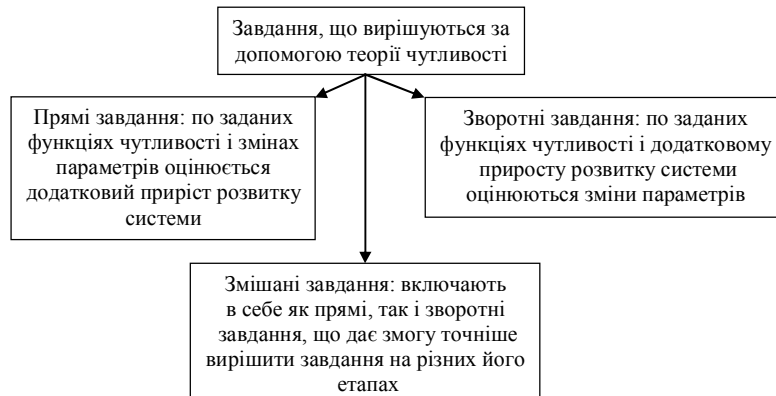 Завдання, що вирішуються за
допомогою теорії чутливості
Прямі завдання: по заданих
функціях чутливості і змінах
параметрів оцінюється
додатковий приріст розвитку
системи
Зворотні завдання: по заданих
функціях чутливості і додатковому
приросту розвитку системи
оцінюються зміни параметрів
Змішані завдання: включають
в себе як прямі, так і зворотні
завдання, що дає змогу точніше
вирішити завдання на різних його
етапах